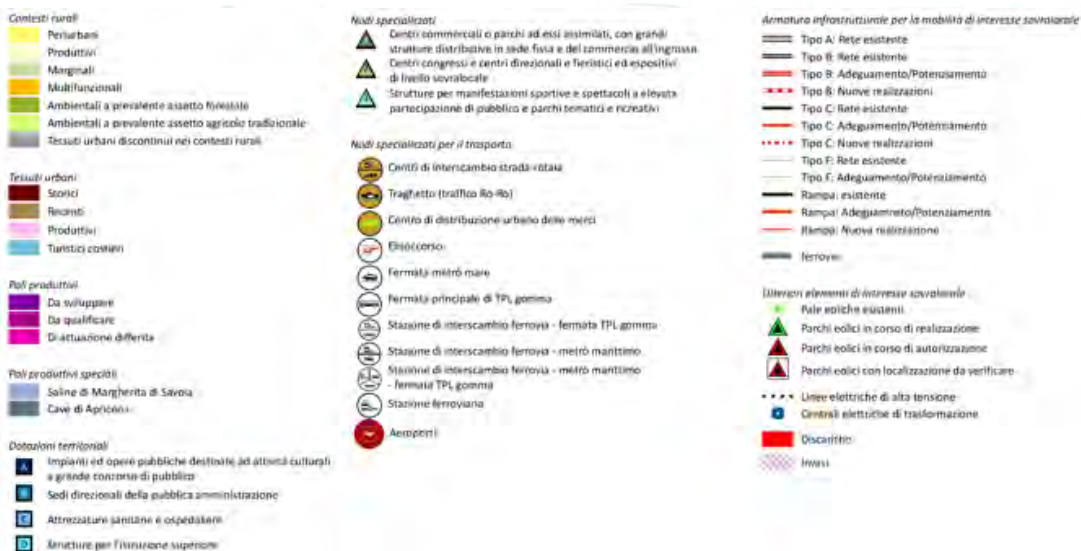 Contesti rurali
Periurbani
Produttivi
Marginali
Multifunzionali
Ambientali a prevalente assetto forestale
Ambientali a prevalente assetto agricolo tradizionale
Tessuti urbani discontinui nei contesti rurali
Tessuti urbani
Storici
Recenti
Produttivi
Turistici costieri
Poli produttivi
Da sviluppare
Da qualificare
Di attuazione differita
Poli produttivi speciali
Saline di Margherita di Savoia
Cave di Apricena
Dotazioni territoriali
A
Impianti ed opere pubbliche destinate ad attività culturali
a grande concorso di pubblico
Sedi direzionali della pubblica amministrazione
C
Attrezzature sanitarie e ospedaliere
D
Strutture per l'istruzione superiore
Nodi specializzati
Centri commerciali o parchi ad essi assimilati, con grandi
strutture distributive in sede fissa e del commercio all'ingrosso
Centri congressi e centri direzionali e fieristici ed espositivi
di livello sovralocale
Strutture per manifestazioni sportive e spettacoli a elevata
partecipazione di pubblico e parchi tematici e ricreativi
Nodi specializzati per il trasporto
Centri di interscambio strada-rotaia
Traghetto (traffico Ro-Ro)
Centro di distribuzione urbano delle merci
Elisoccorso
Fermata metrò mare
Fermata principale di TPL gomma
Stazione di interscambio ferrovia - fermata TPL gomma
Stazione di interscambio ferrovia - metrò marittimo
Stazione di interscambio ferrovia - metrò marittimo
- fermata TPL gomma
Stazione ferroviaria
Aeroporti
Armatura infrastrutturale per la mobilità di interesse sovralocale
Tipo A: Rete esistente
Tipo B: Rete esistente
Tipo B: Adeguamento/Potenziamento
Tipo B: Nuove realizzazioni
Tipo C: Rete esistente
Tipo C: Adeguamento/Potenziamento
Tipo C: Nuove realizzazioni
Tipo F: Rete esistente
Tipo F: Adeguamento/Potenziamento
Rampa: esistente
Rampa: Adeguamneto/Potenziamento
Rampa: Nuova realizzazione
ferrovie
Ulteriori elementi di interesse sovralocale
Pale eoliche esistenti
Parchi eolici in corso di realizzazione
Parchi eolici in corso di autorizzazione
Parchi eolici con localizzazione da verificare
Linee elettriche di alta tensione
Centrali elettriche di trasformazione
Discariche
Invasi